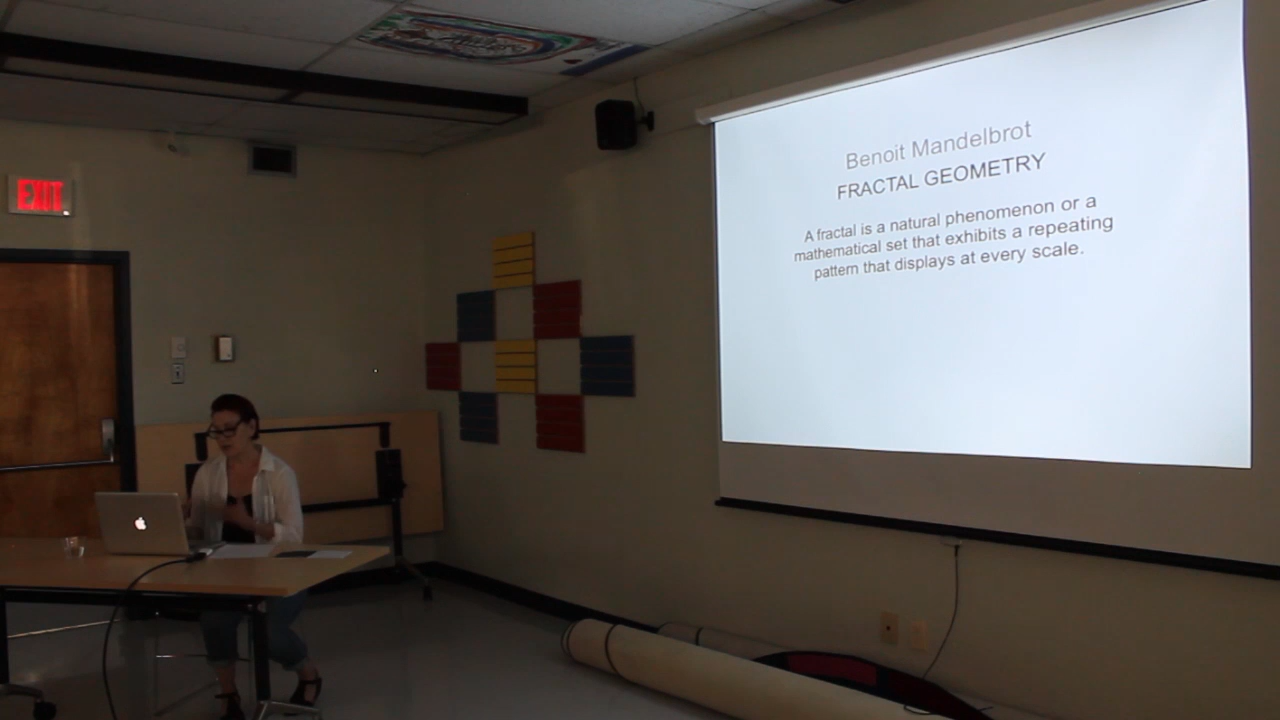 EXIT
Benoit Mandelbrot
FRACTAL GEOMETRY
A fractal is a natural phenomenon or a
mathematical set that exhibits a repeating
pattern that displays at every scale.